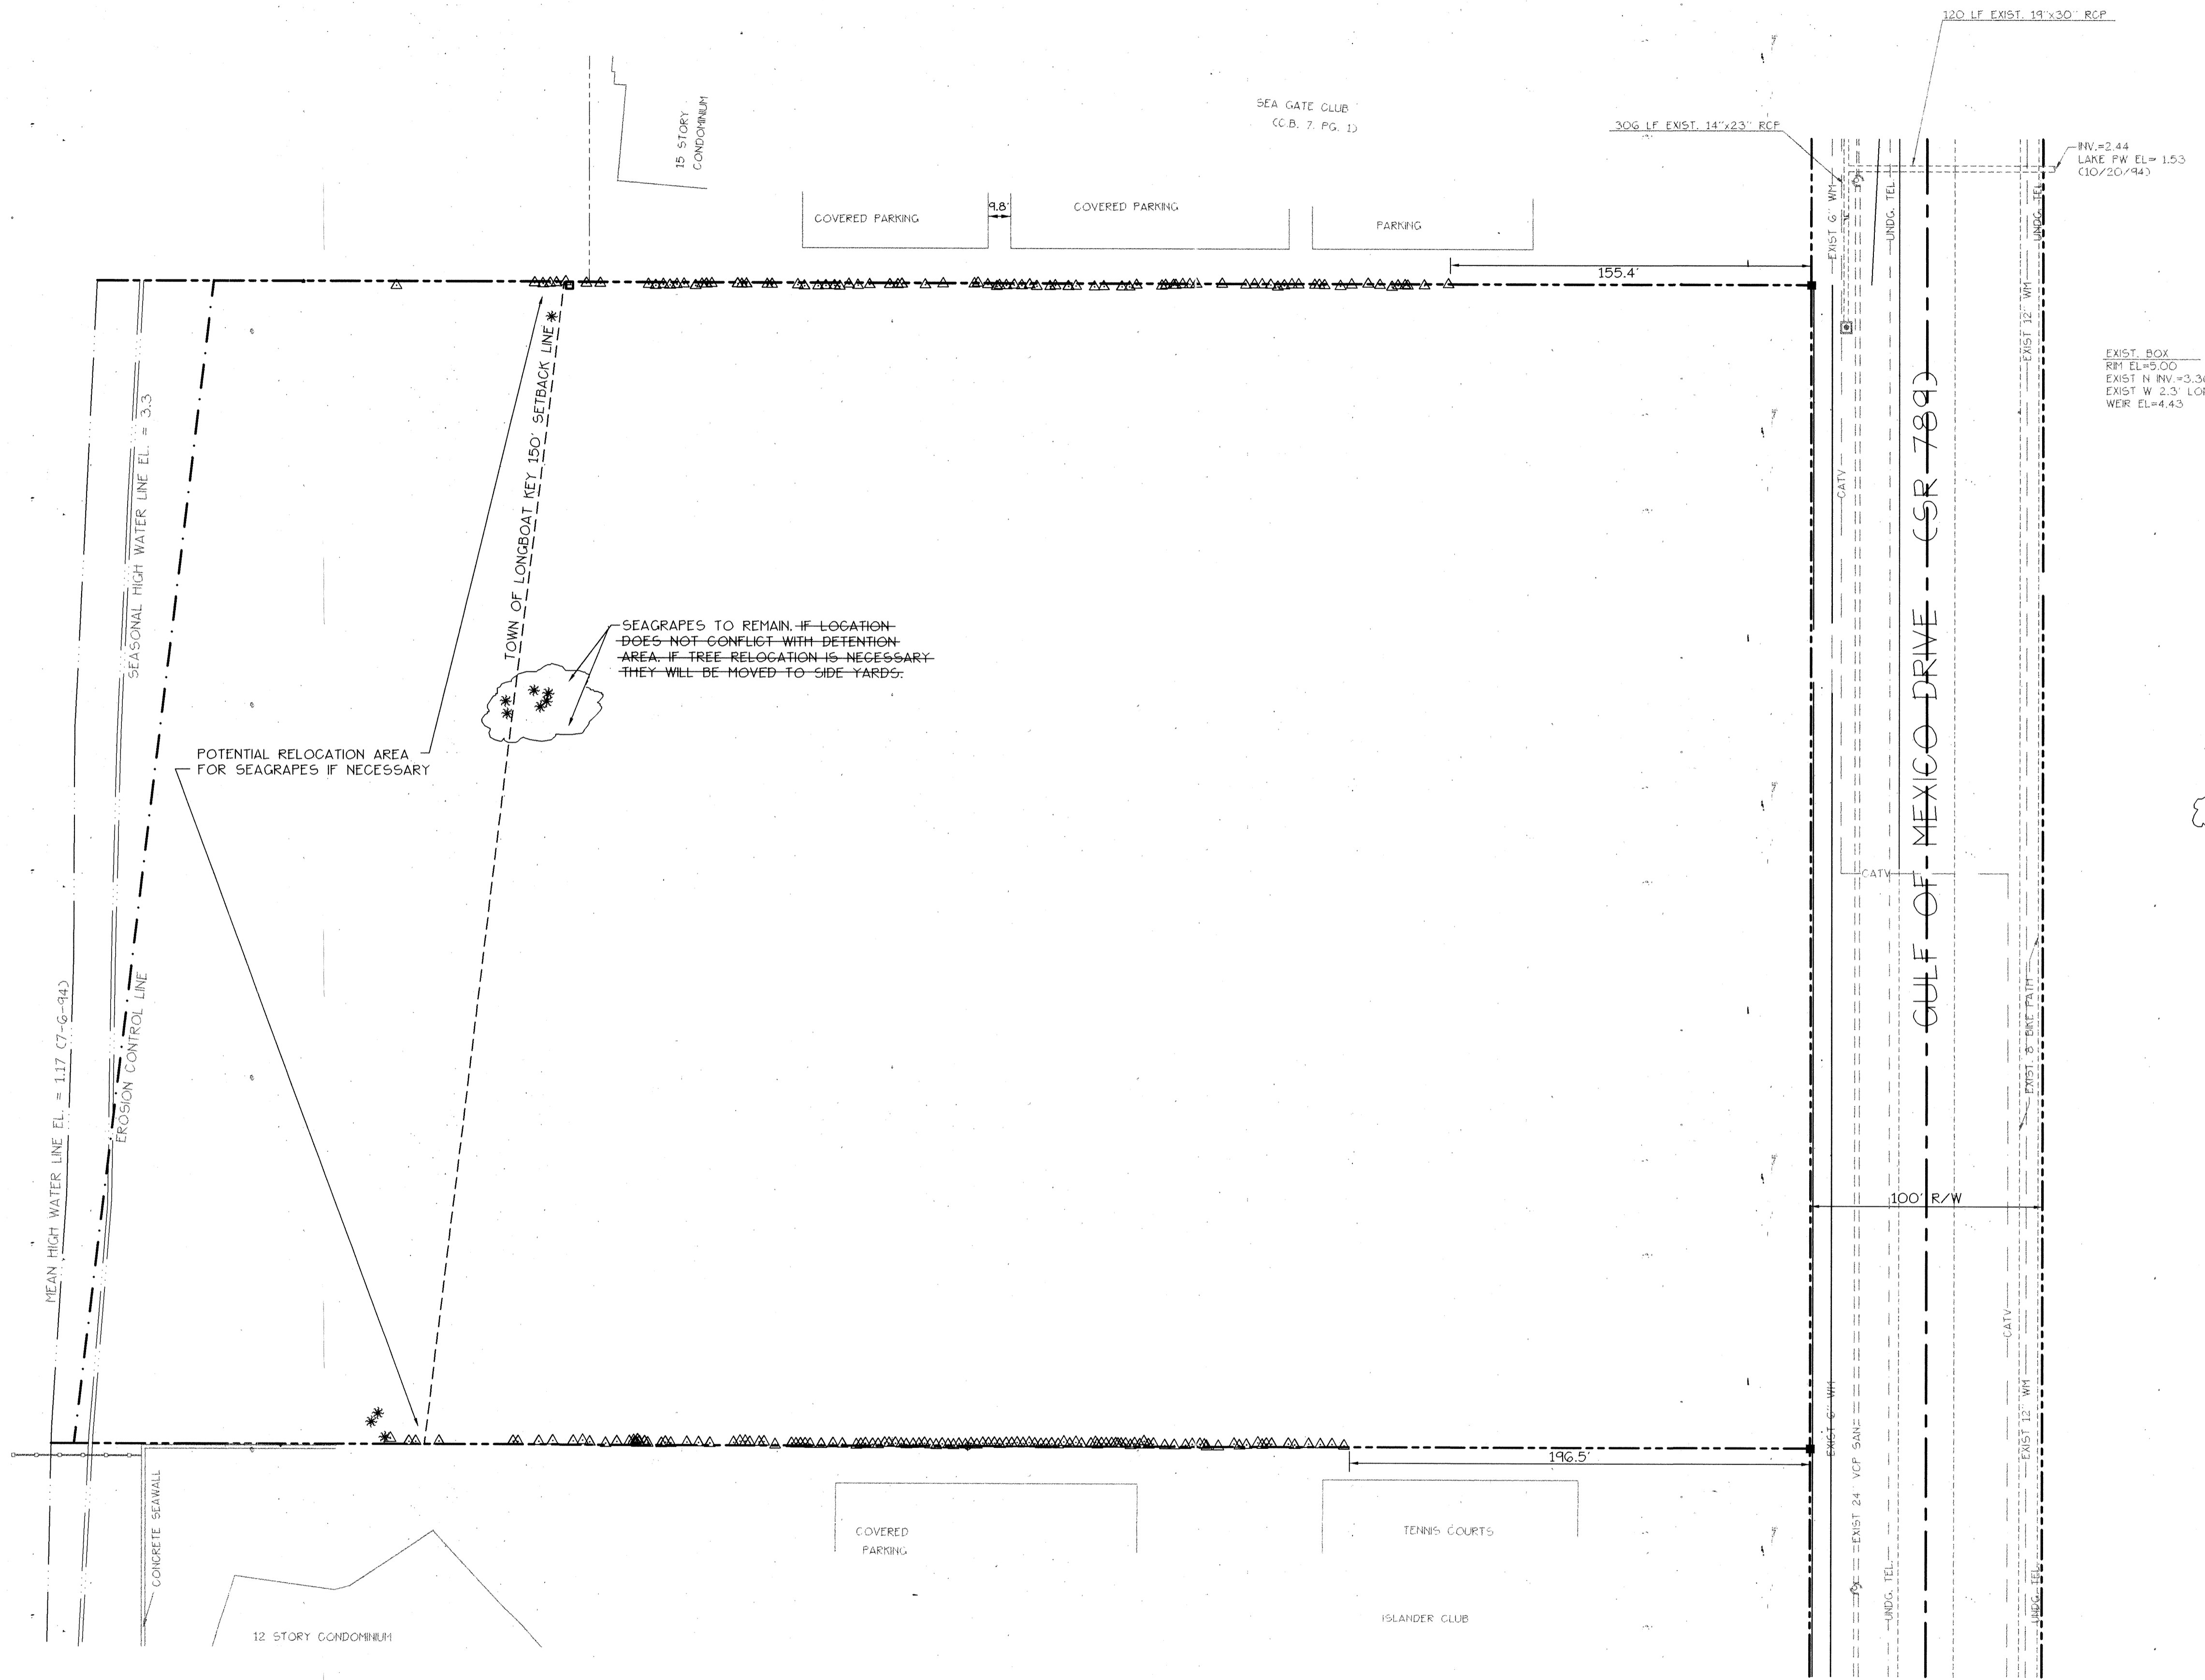 120 LF EXIST. 19"x30" RCP
SEA GATE CLUB
(C.B. 7, PG. 1)
15 STORY
CONDOMINIUM
306 LF EXIST. 14"x23" RCP
INV.=2.44
LAKE PW EL= 1.53
(10/20/94)
COVERED PARKING
9.8'
COVERED PARKING
PARKING
EXIST 6" WM
UNDG. TEL
UNDG. TEL
155.4'
EXIST 12" WM
EXIST. BOX
RIM EL=5.00
EXIST N INV.=3.3
EXIST W 2.3'
WEIR EL=4.43
SEASONAL HIGH WATER LINE EL. = 3.3
TOWN OF LONGBOAT KEY 150' SETBACK LINE
CATV
GULF OF MEXICO DRIVE (SR 789)
SEAGRAPES TO REMAIN. IF LOCATION
DOES NOT CONFLICT WITH DETENTION
AREA. IF TREE RELOCATION IS NECESSARY
THEY WILL BE MOVED TO SIDE YARDS.
POTENTIAL RELOCATION AREA
FOR SEAGRAPES IF NECESSARY
CATV
MEAN HIGH WATER LINE EL. = 1.17 (7-6-94)
EROSION CONTROL LINE
EXIST. 8' BIKE PATH
100' R/W
CATV
EXIST 6" WM
EXIST 24" VCP SAN
EXIST 12" WM
196.5'
CONCRETE SEAWALL
COVERED
PARKING
TENNIS COURTS
UNDG. TEL.
UNDG. TEL
ISLANDER CLUB
12 STORY CONDOMINIUM